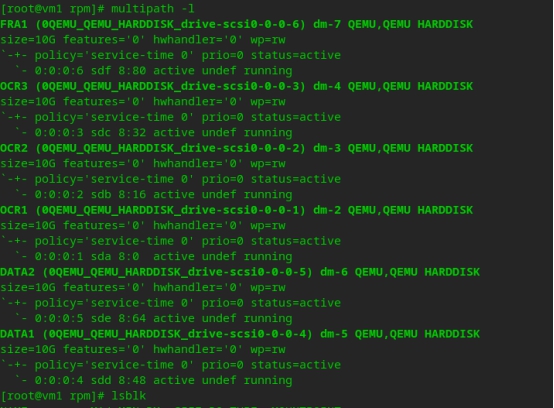 [root@vm1 rpm]# multipath -l
FRA1 (0QEMU_QEMU_HARDDISK_drive-scsi0-0-0-6) dm-7 QEMU,QEMU HARDDISK
size=10G features='0' hwhandler='0' wp=rw
`-+- policy='service-time 0' prio=0 status=active
  `- 0:0:0:6 sdf 8:80 active undef running
OCR3 (0QEMU_QEMU_HARDDISK_drive-scsi0-0-0-3) dm-4 QEMU,QEMU HARDDISK
size=10G features='0' hwhandler='0' wp=rw
`-+- policy='service-time 0' prio=0 status=active
  `- 0:0:0:3 sdc 8:32 active undef running
OCR2 (0QEMU_QEMU_HARDDISK_drive-scsi0-0-0-2) dm-3 QEMU,QEMU HARDDISK
size=10G features='0' hwhandler='0' wp=rw
`-+- policy='service-time 0' prio=0 status=active
  `- 0:0:0:2 sdb 8:16 active undef running
OCR1 (0QEMU_QEMU_HARDDISK_drive-scsi0-0-0-1) dm-2 QEMU,QEMU HARDDISK
size=10G features='0' hwhandler='0' wp=rw
`-+- policy='service-time 0' prio=0 status=active
  `- 0:0:0:1 sda 8:0  active undef running
DATA2 (0QEMU_QEMU_HARDDISK_drive-scsi0-0-0-5) dm-6 QEMU,QEMU HARDDISK
size=10G features='0' hwhandler='0' wp=rw
`-+- policy='service-time 0' prio=0 status=active
  `- 0:0:0:5 sde 8:64 active undef running
DATA1 (0QEMU_QEMU_HARDDISK_drive-scsi0-0-0-4) dm-5 QEMU,QEMU HARDDISK
size=10G features='0' hwhandler='0' wp=rw
`-+- policy='service-time 0' prio=0 status=active
  `- 0:0:0:4 sdd 8:48 active undef running
[root@vm1 rpm]# lsblk